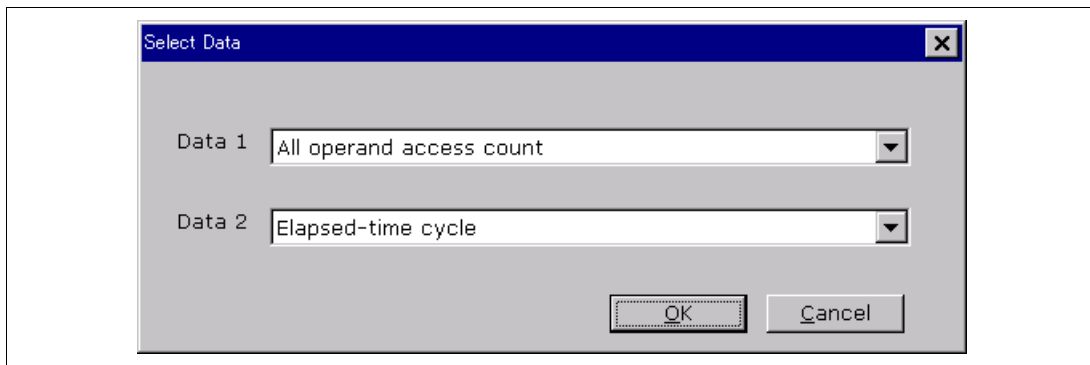 Select Data
Data 1 All operand access count
Data 2 Elapsed-time cycle
OK Cancel